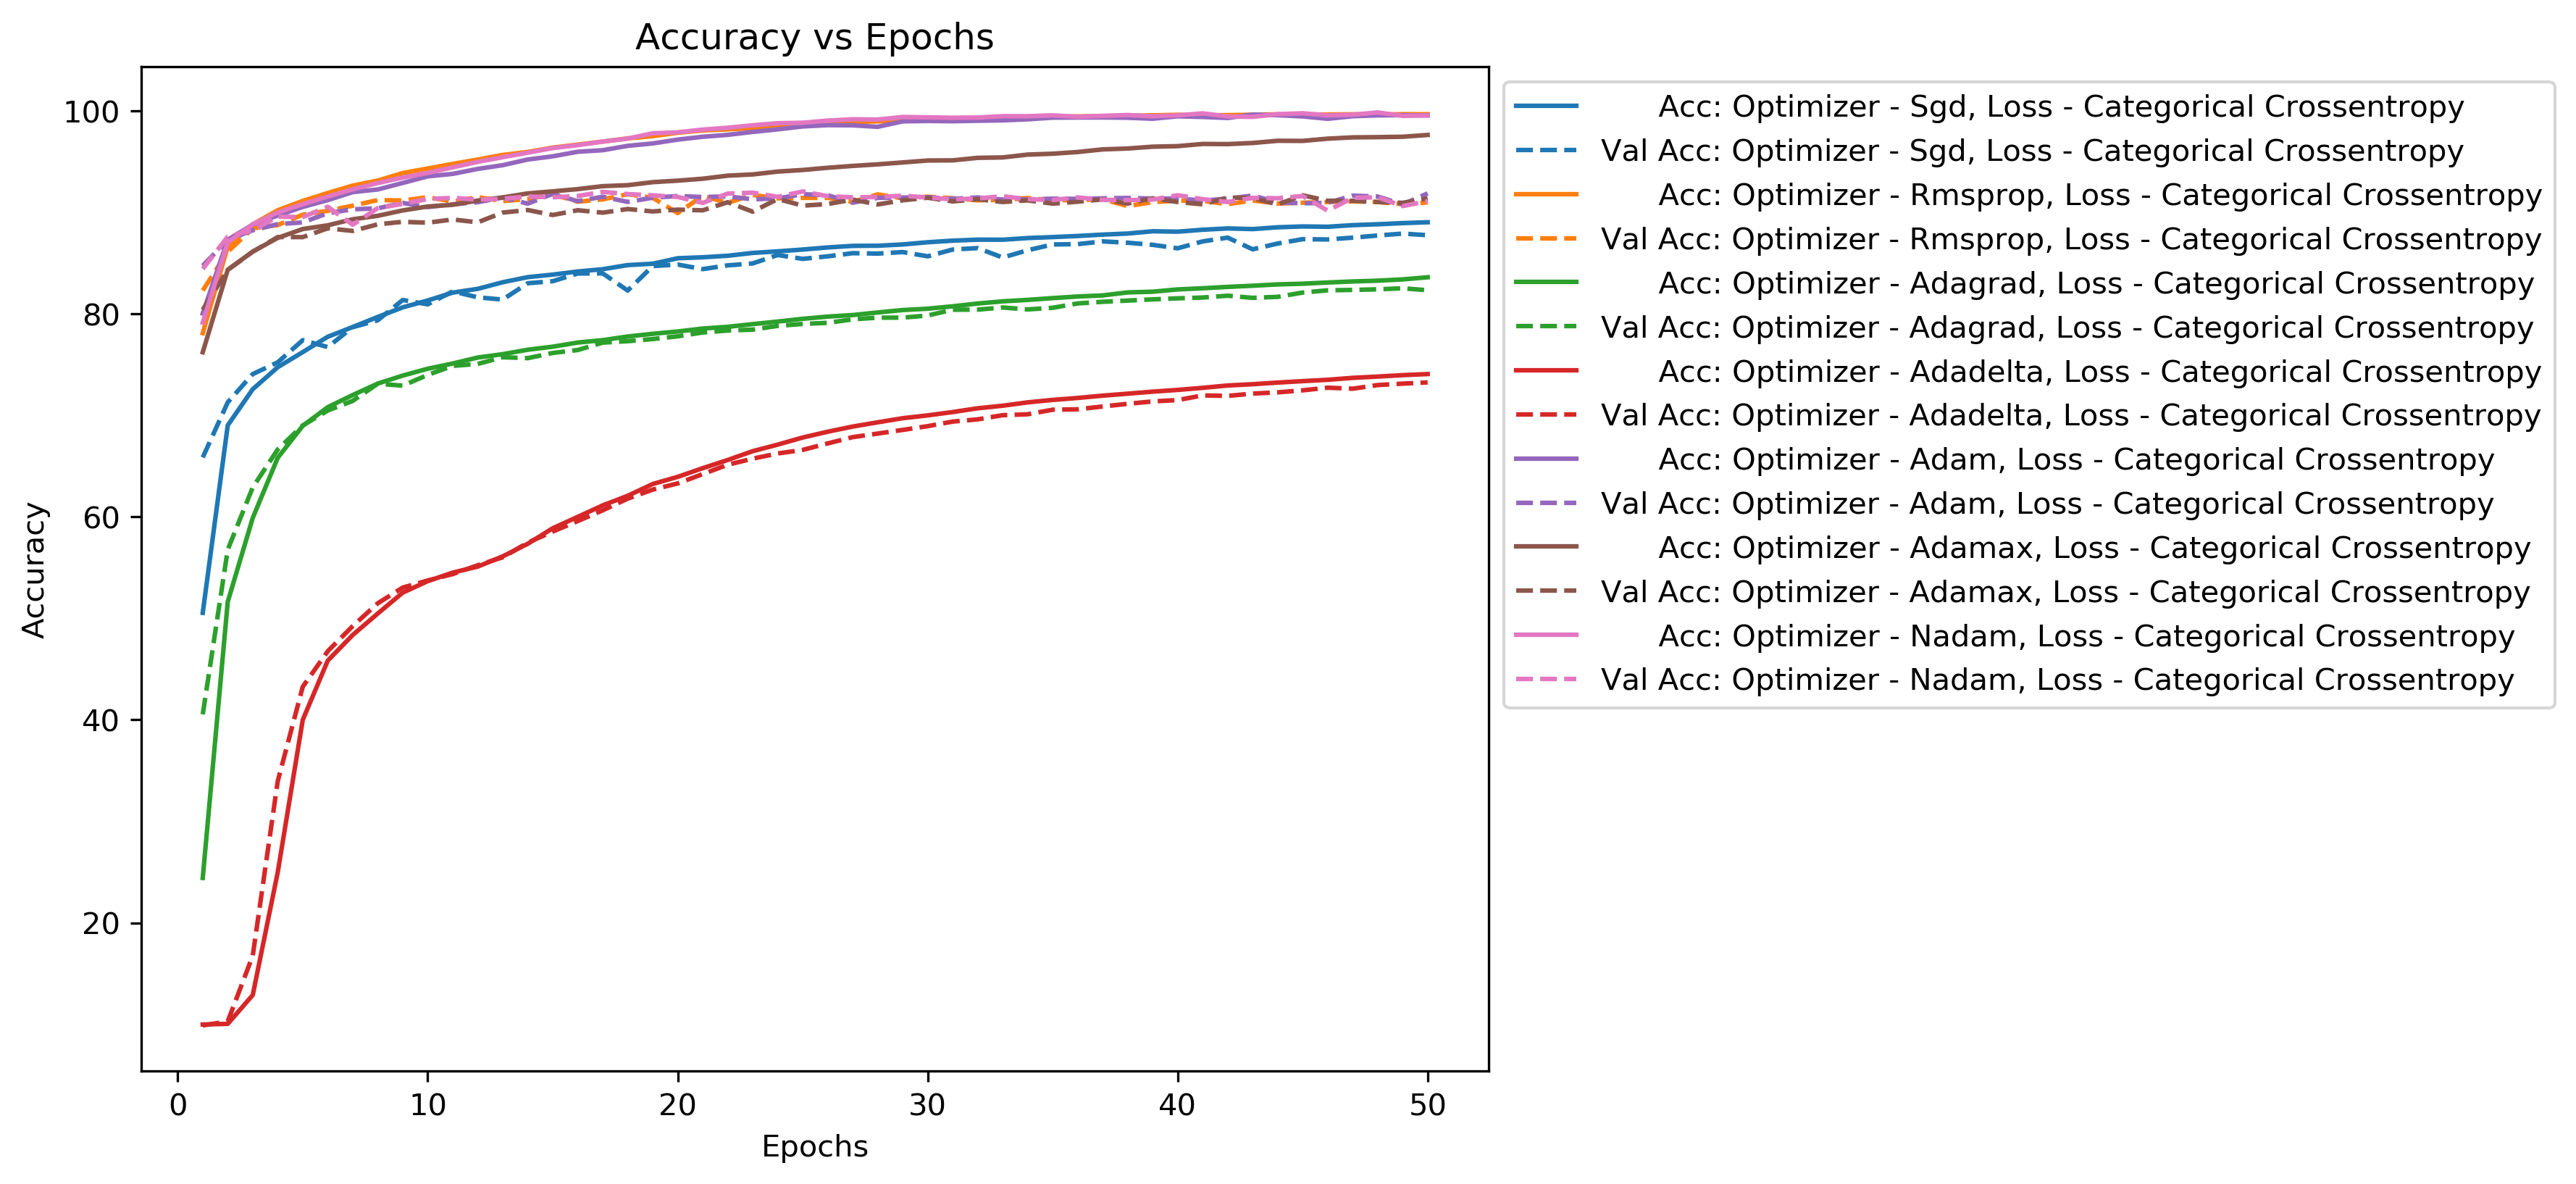 Accuracy vs Epochs
100
80
60
40
20
Accuracy
0 10 20 30 40 50
Epochs
Acc: Optimizer - Sgd, Loss - Categorical Crossentropy
Val Acc: Optimizer - Sgd, Loss - Categorical Crossentropy
Acc: Optimizer - Rmsprop, Loss - Categorical Crossentropy
Val Acc: Optimizer - Rmsprop, Loss - Categorical Crossentropy
Acc: Optimizer - Adagrad, Loss - Categorical Crossentropy
Val Acc: Optimizer - Adagrad, Loss - Categorical Crossentropy
Acc: Optimizer - Adadelta, Loss - Categorical Crossentropy
Val Acc: Optimizer - Adadelta, Loss - Categorical Crossentropy
Acc: Optimizer - Adam, Loss - Categorical Crossentropy
Val Acc: Optimizer - Adam, Loss - Categorical Crossentropy
Acc: Optimizer - Adamax, Loss - Categorical Crossentropy
Val Acc: Optimizer - Adamax, Loss - Categorical Crossentropy
Acc: Optimizer - Nadam, Loss - Categorical Crossentropy
Val Acc: Optimizer - Nadam, Loss - Categorical Crossentropy